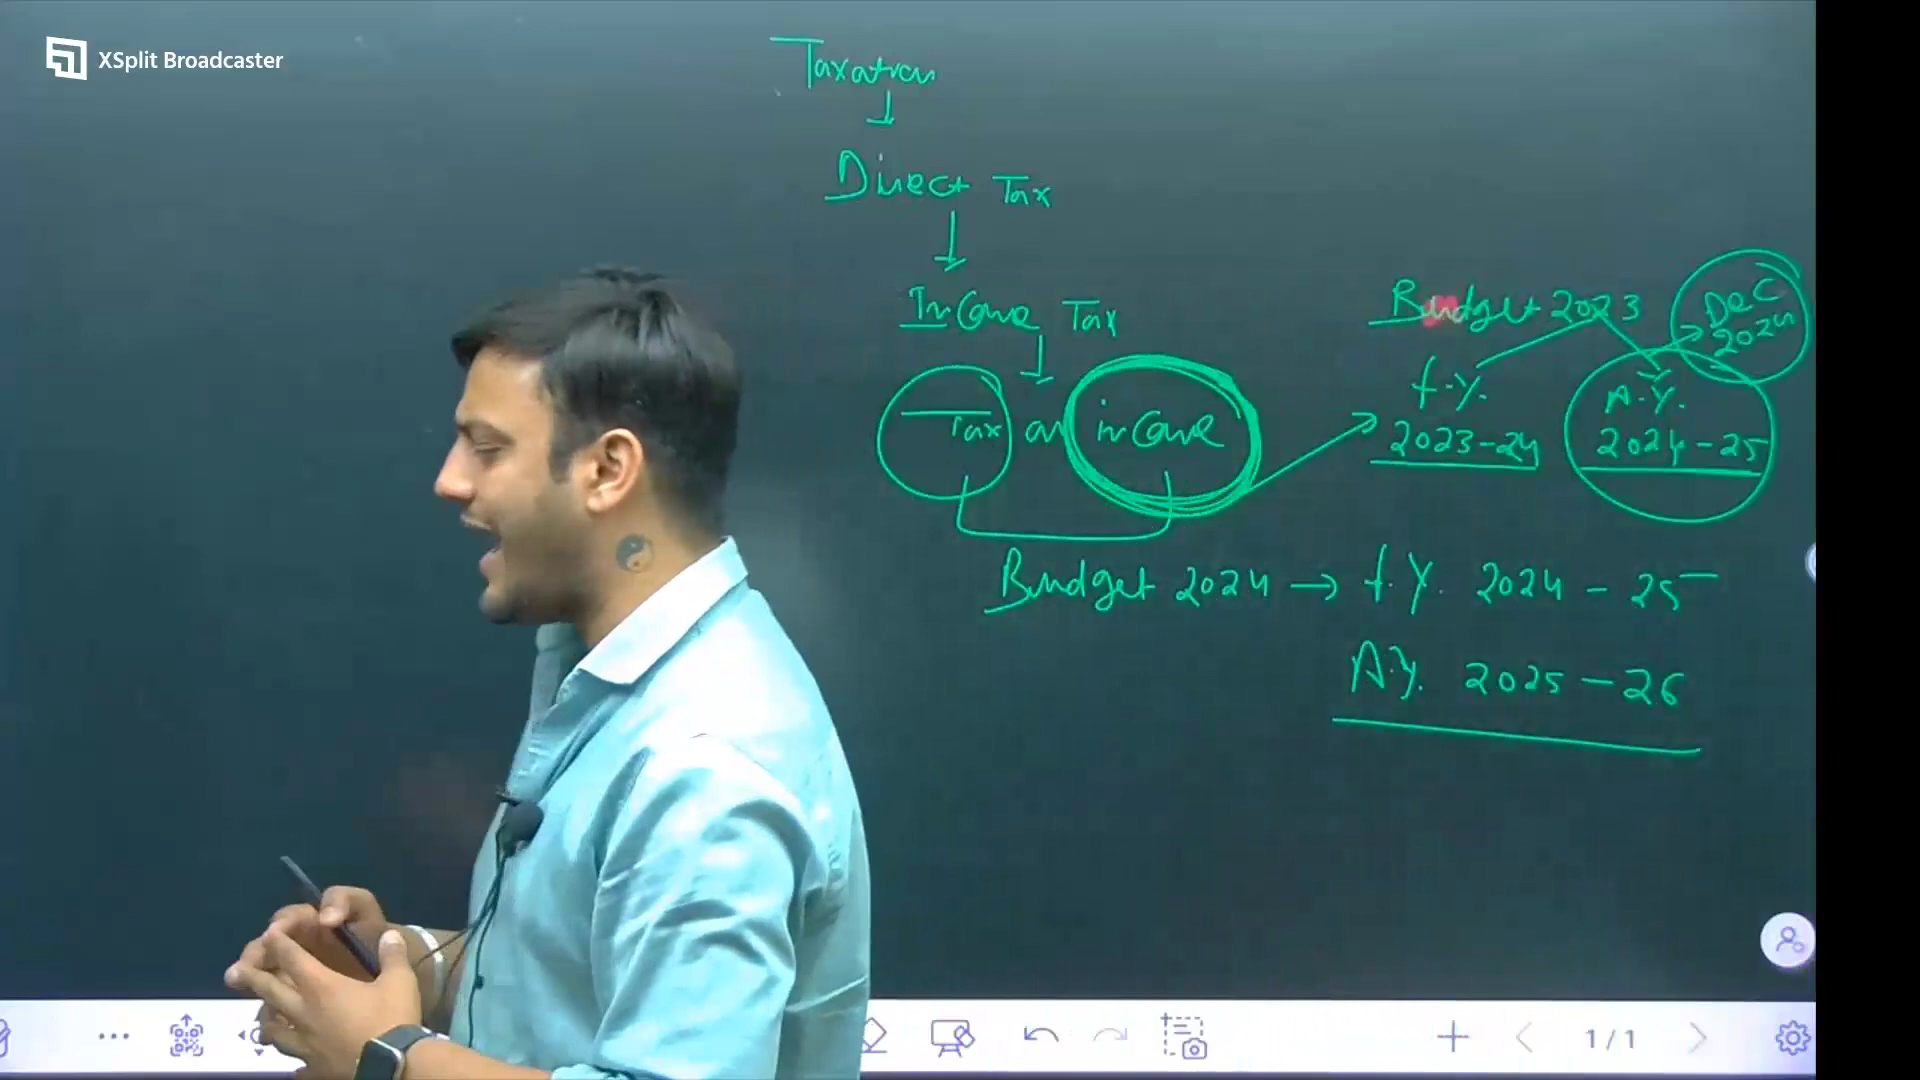 XSplit Broadcaster
Taxation
Direct Tax
InCome Tax
Tax on inCome
Budget 2023
Dec
2024
f.y.
2023-24
A.Y.
2024-25
Budget 2024 → f.y. 2024 - 25
A.y. 2025-26
1/1